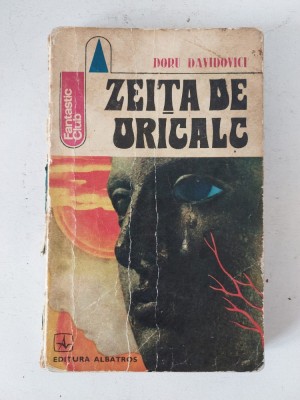 DORU DAVIDOVICI
Fantastic
Club
ZEIȚA DE
ORICALC
EDITURA ALBATROS